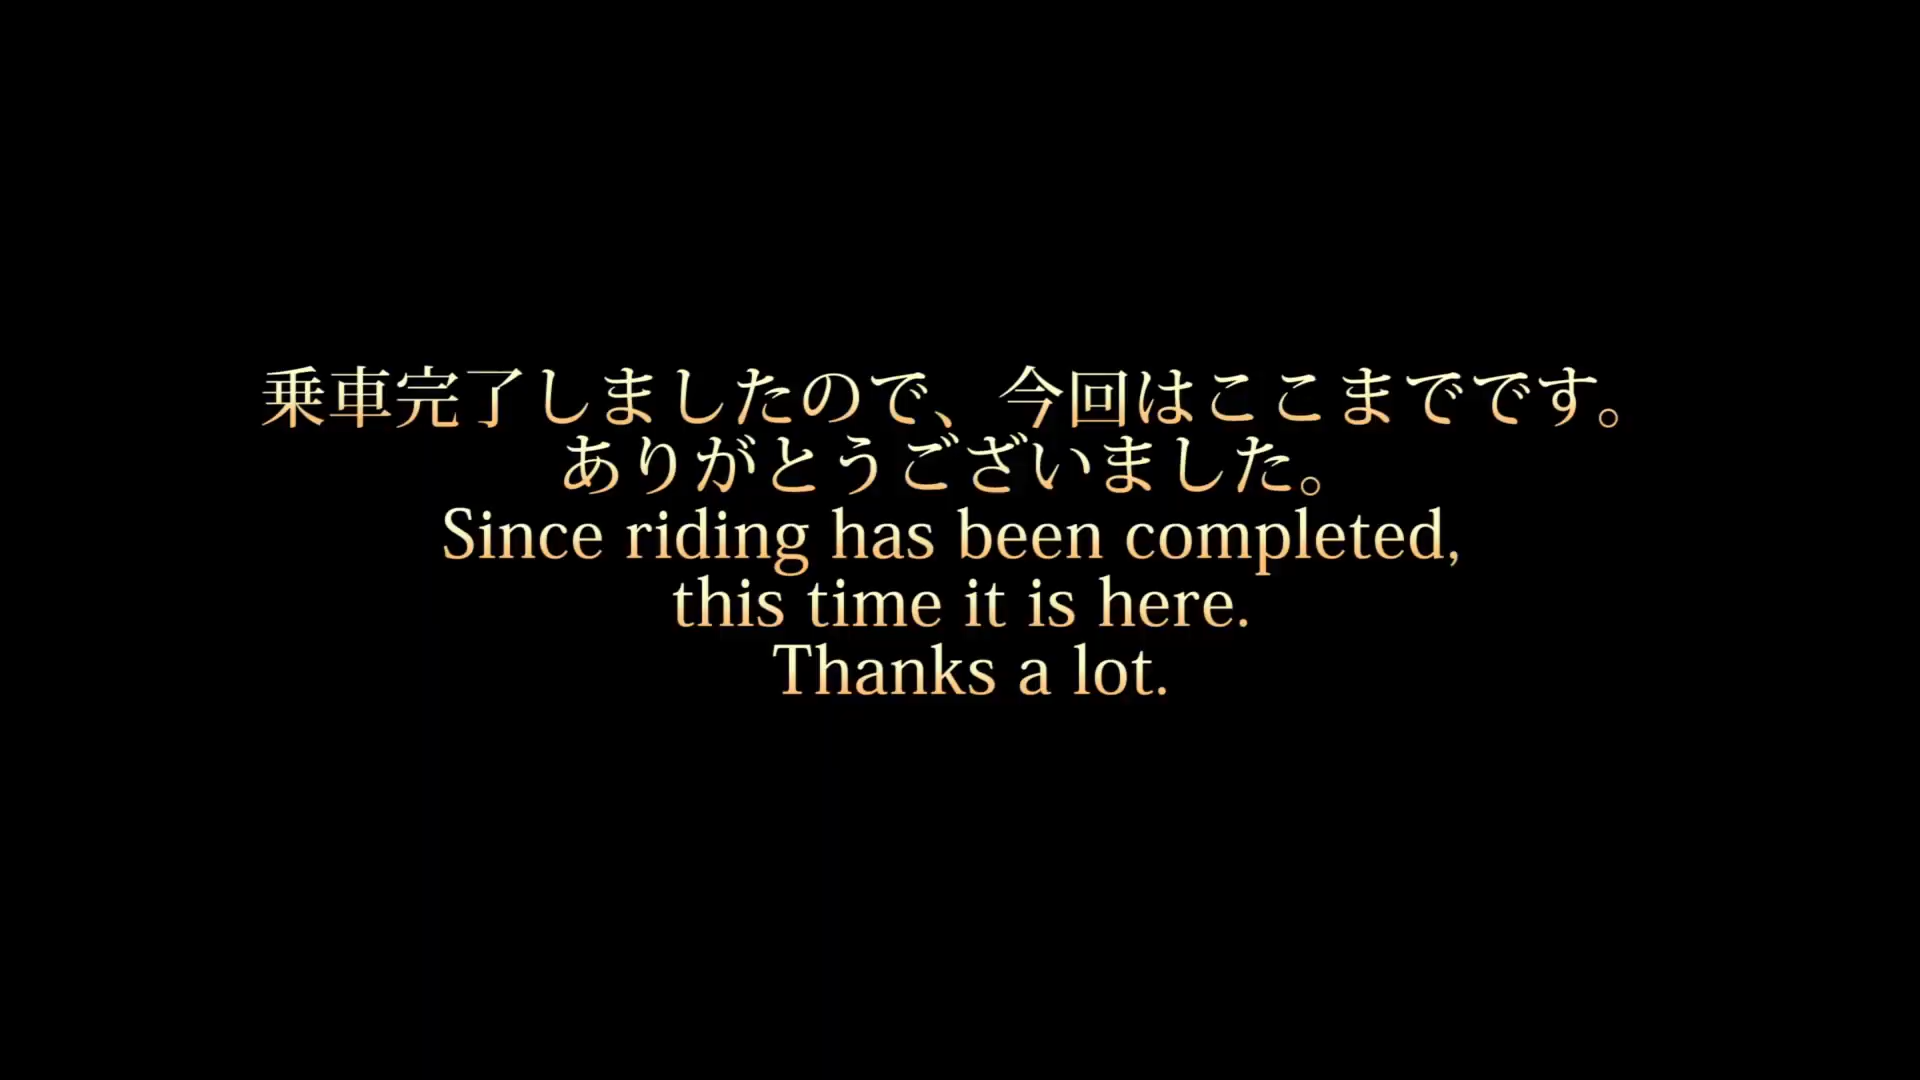 乗車完了しましたので、今回はここまでです。
ありがとうございました。
Since riding has been completed,
this time it is here.
Thanks a lot.